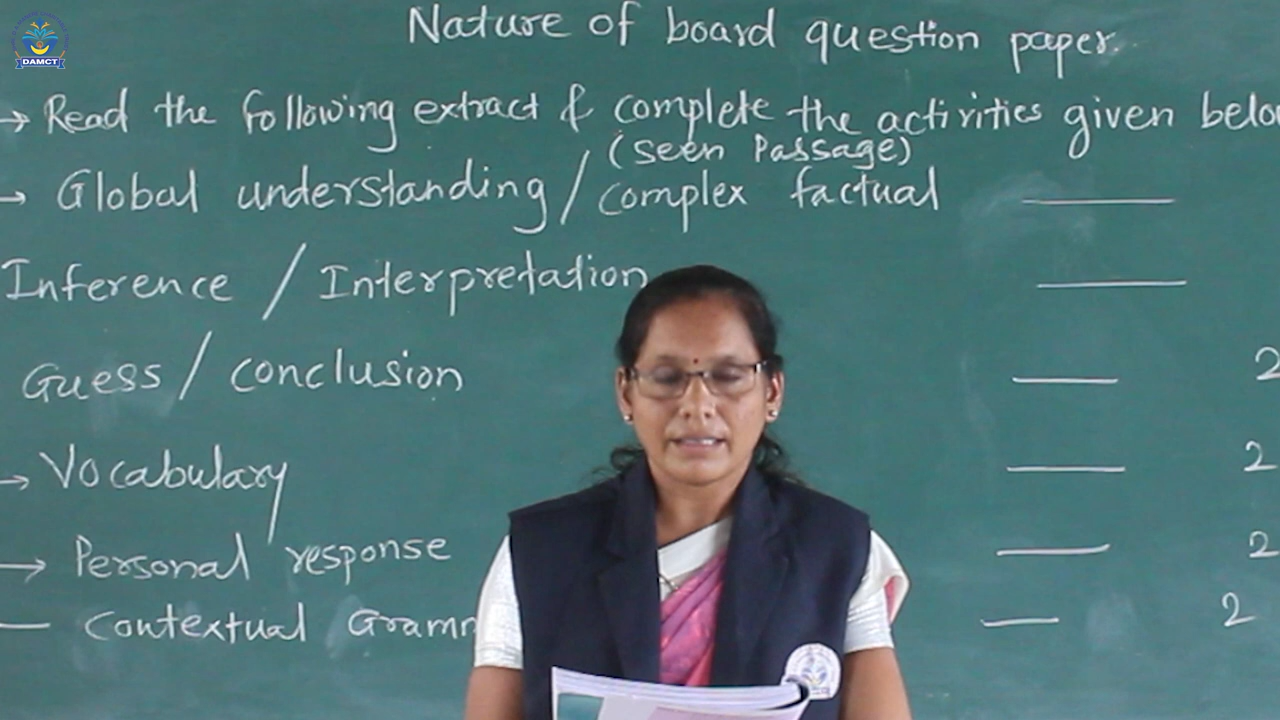 DAMCT
Nature of board question paper.
→ Read the following extract & complete the activities given belo
(seen Passage)
→ Global understanding / complex factual ——
Inference / Interpretation ——
Guess / conclusion —— 2
→ Vocabulary —— 2
→ Personal response —— 2
— Contextual Gram —— 2